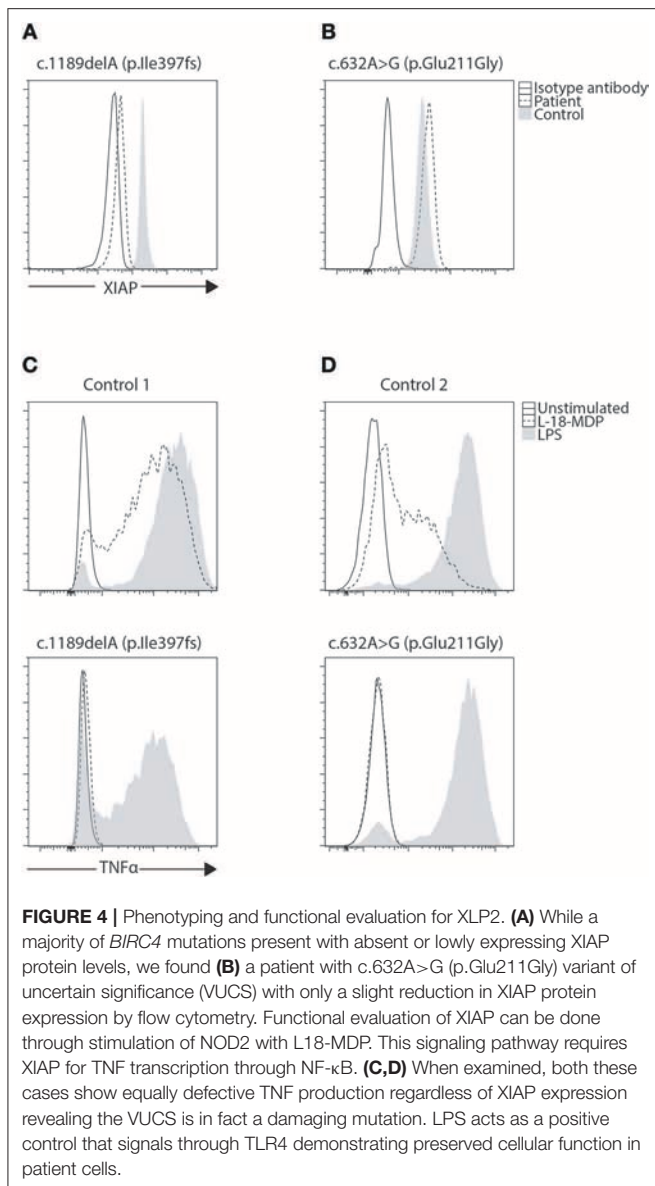 A
B
c.1189delA (p.Ile397fs)
c.632A>G (p.Glu211Gly)
Isotype antibody
Patient
Control
XIAP
C
D
Control 1
Control 2
Unstimulated
L-18-MDP
LPS
c.1189delA (p.Ile397fs)
c.632A>G (p.Glu211Gly)
TNFα
FIGURE 4 | Phenotyping and functional evaluation for XLP2. (A) While a
majority of BIRC4 mutations present with absent or lowly expressing XIAP
protein levels, we found (B) a patient with c.632A>G (p.Glu211Gly) variant of
uncertain significance (VUCS) with only a slight reduction in XIAP protein
expression by flow cytometry. Functional evaluation of XIAP can be done
through stimulation of NOD2 with L18-MDP. This signaling pathway requires
XIAP for TNF transcription through NF-κB. (C,D) When examined, both these
cases show equally defective TNF production regardless of XIAP expression
revealing the VUCS is in fact a damaging mutation. LPS acts as a positive
control that signals through TLR4 demonstrating preserved cellular function in
patient cells.